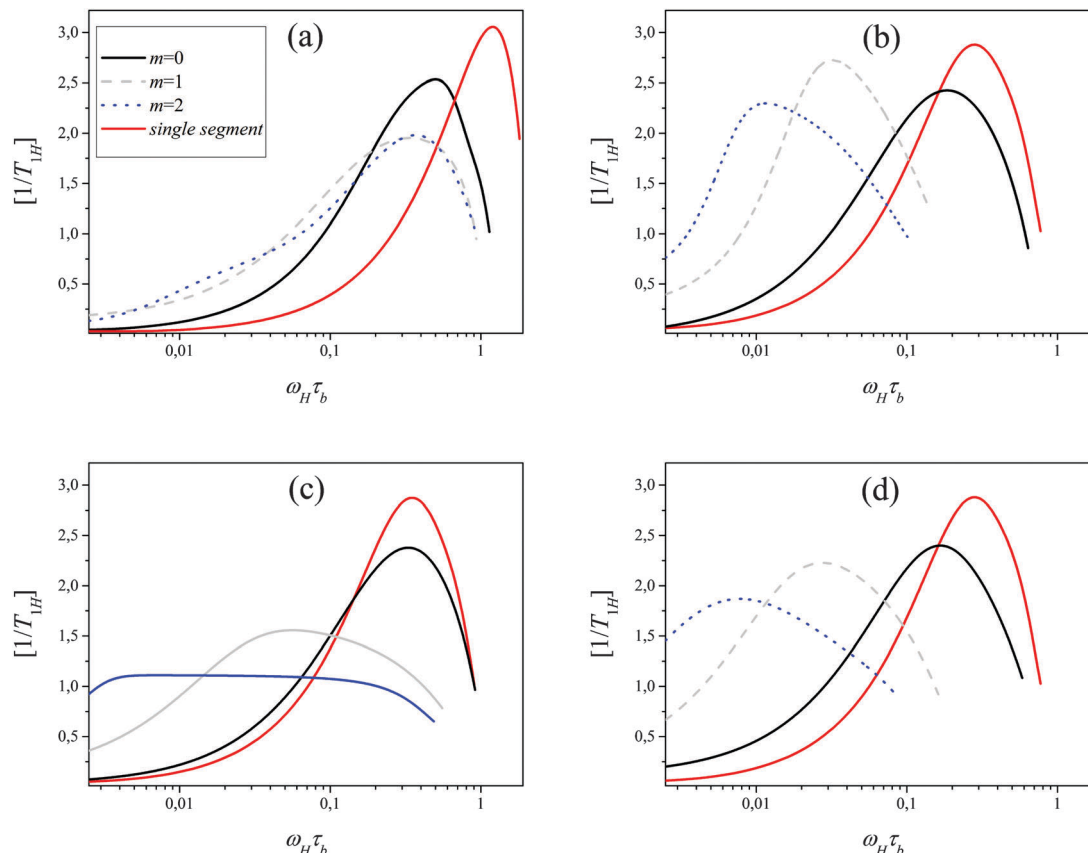 (a)
[1/T1H]
3,0
2,5
2,0
1,5
1,0
0,5
m=0
m=1
m=2
single segment
0,01 0,1 1
ωHτb
(b)
[1/T1H]
3,0
2,5
2,0
1,5
1,0
0,5
0,01 0,1 1
ωHτb
(c)
[1/T1H]
3,0
2,5
2,0
1,5
1,0
0,5
0,01 0,1 1
ωHτb
(d)
[1/T1H]
3,0
2,5
2,0
1,5
1,0
0,5
0,01 0,1 1
ωHτb